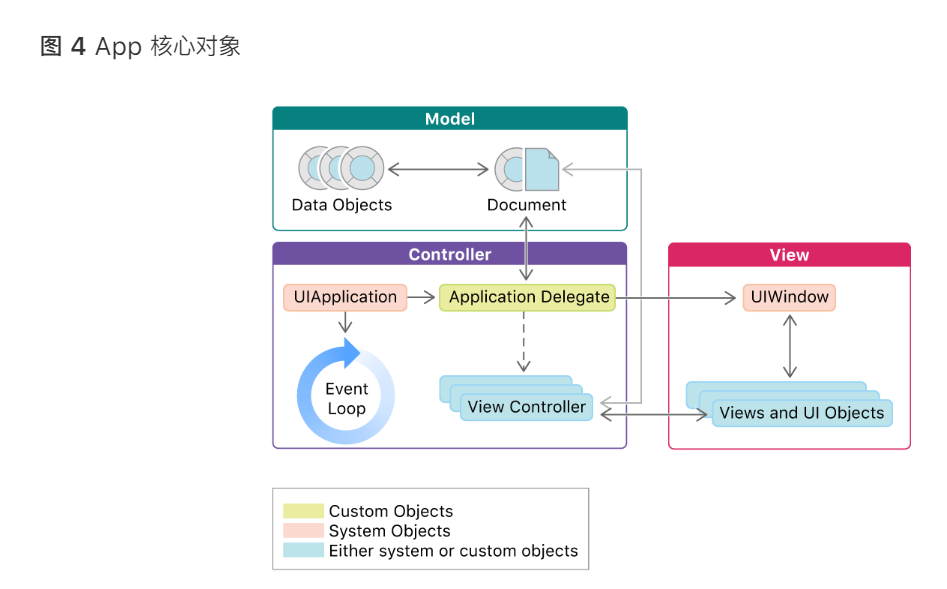 图 4 App 核心对象
Model
Data Objects
Document
Controller
UIApplication
Application Delegate
Event
Loop
View Controller
View
UIWindow
Views and UI Objects
Custom Objects
System Objects
Either system or custom objects